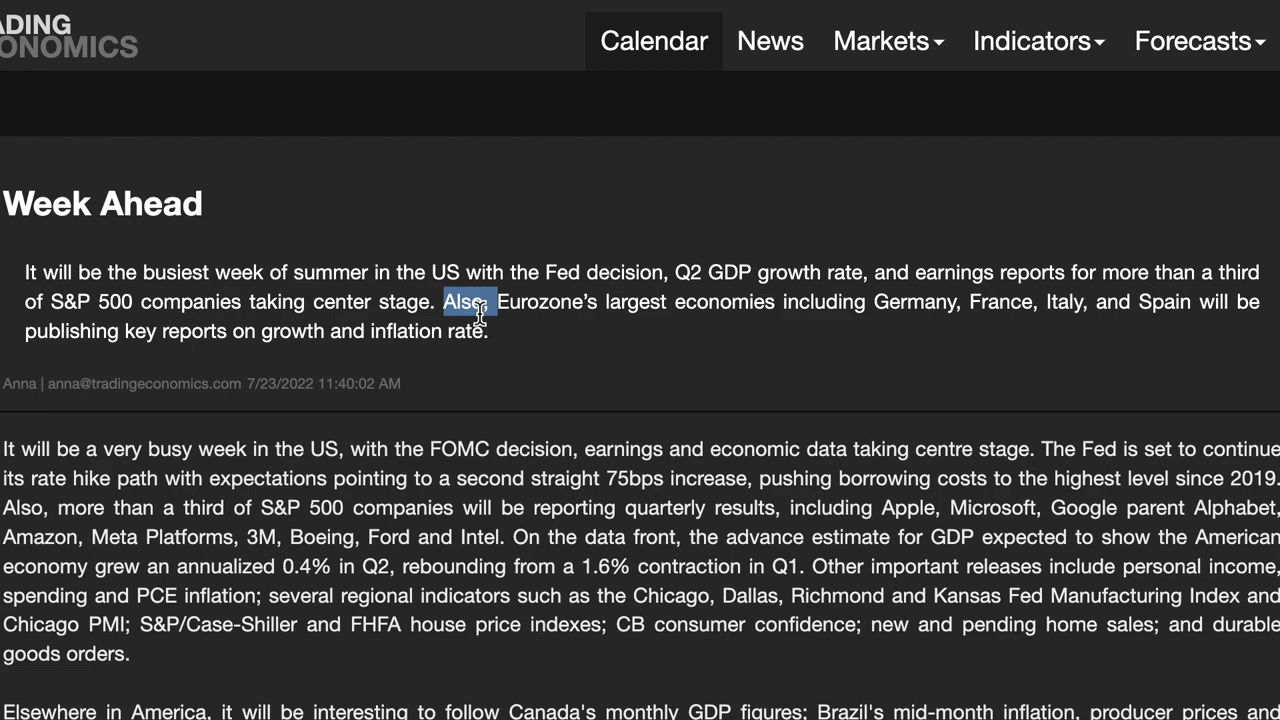 ADING
ONOMICS
Calendar News Markets Indicators Forecasts
Week Ahead
It will be the busiest week of summer in the US with the Fed decision, Q2 GDP growth rate, and earnings reports for more than a third
of S&P 500 companies taking center stage. Also, Eurozone’s largest economies including Germany, France, Italy, and Spain will be
publishing key reports on growth and inflation rate.
Anna | anna@tradingeconomics.com 7/23/2022 11:40:02 AM
It will be a very busy week in the US, with the FOMC decision, earnings and economic data taking centre stage. The Fed is set to continue
its rate hike path with expectations pointing to a second straight 75bps increase, pushing borrowing costs to the highest level since 2019.
Also, more than a third of S&P 500 companies will be reporting quarterly results, including Apple, Microsoft, Google parent Alphabet,
Amazon, Meta Platforms, 3M, Boeing, Ford and Intel. On the data front, the advance estimate for GDP expected to show the American
economy grew an annualized 0.4% in Q2, rebounding from a 1.6% contraction in Q1. Other important releases include personal income,
spending and PCE inflation; several regional indicators such as the Chicago, Dallas, Richmond and Kansas Fed Manufacturing Index and
Chicago PMI; S&P/Case-Shiller and FHFA house price indexes; CB consumer confidence; new and pending home sales; and durable
goods orders.
Elsewhere in America, it will be interesting to follow Canada's monthly GDP figures; Brazil's mid-month inflation, producer prices and